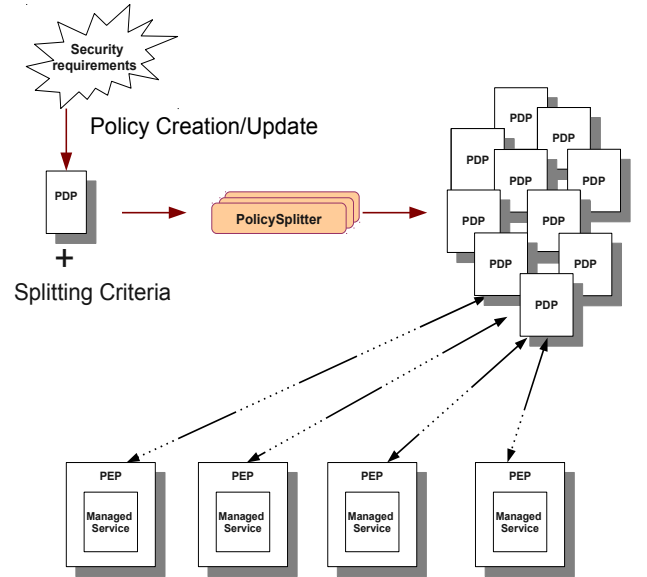 Security
requirements
Policy Creation/Update
PDP
+
Splitting Criteria
PolicySplitter
PDP
PDP
PDP
PDP
PDP
PDP
PDP
PDP
PDP
PDP
PEP
Managed
Service
PEP
Managed
Service
PEP
Managed
Service
PEP
Managed
Service